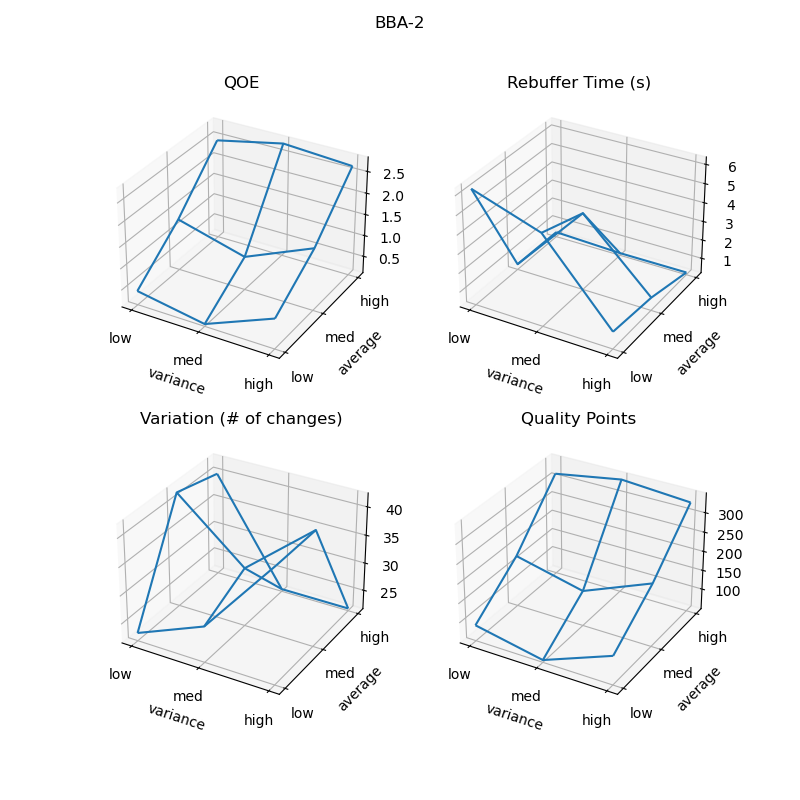 BBA-2
QOE
low
med
high
variance
low
med
high
average
0.5
1.0
1.5
2.0
2.5
Rebuffer Time (s)
low
med
high
variance
low
med
high
average
1
2
3
4
5
6
Variation (# of changes)
low
med
high
variance
low
med
high
average
25
30
35
40
Quality Points
low
med
high
variance
low
med
high
average
100
150
200
250
300